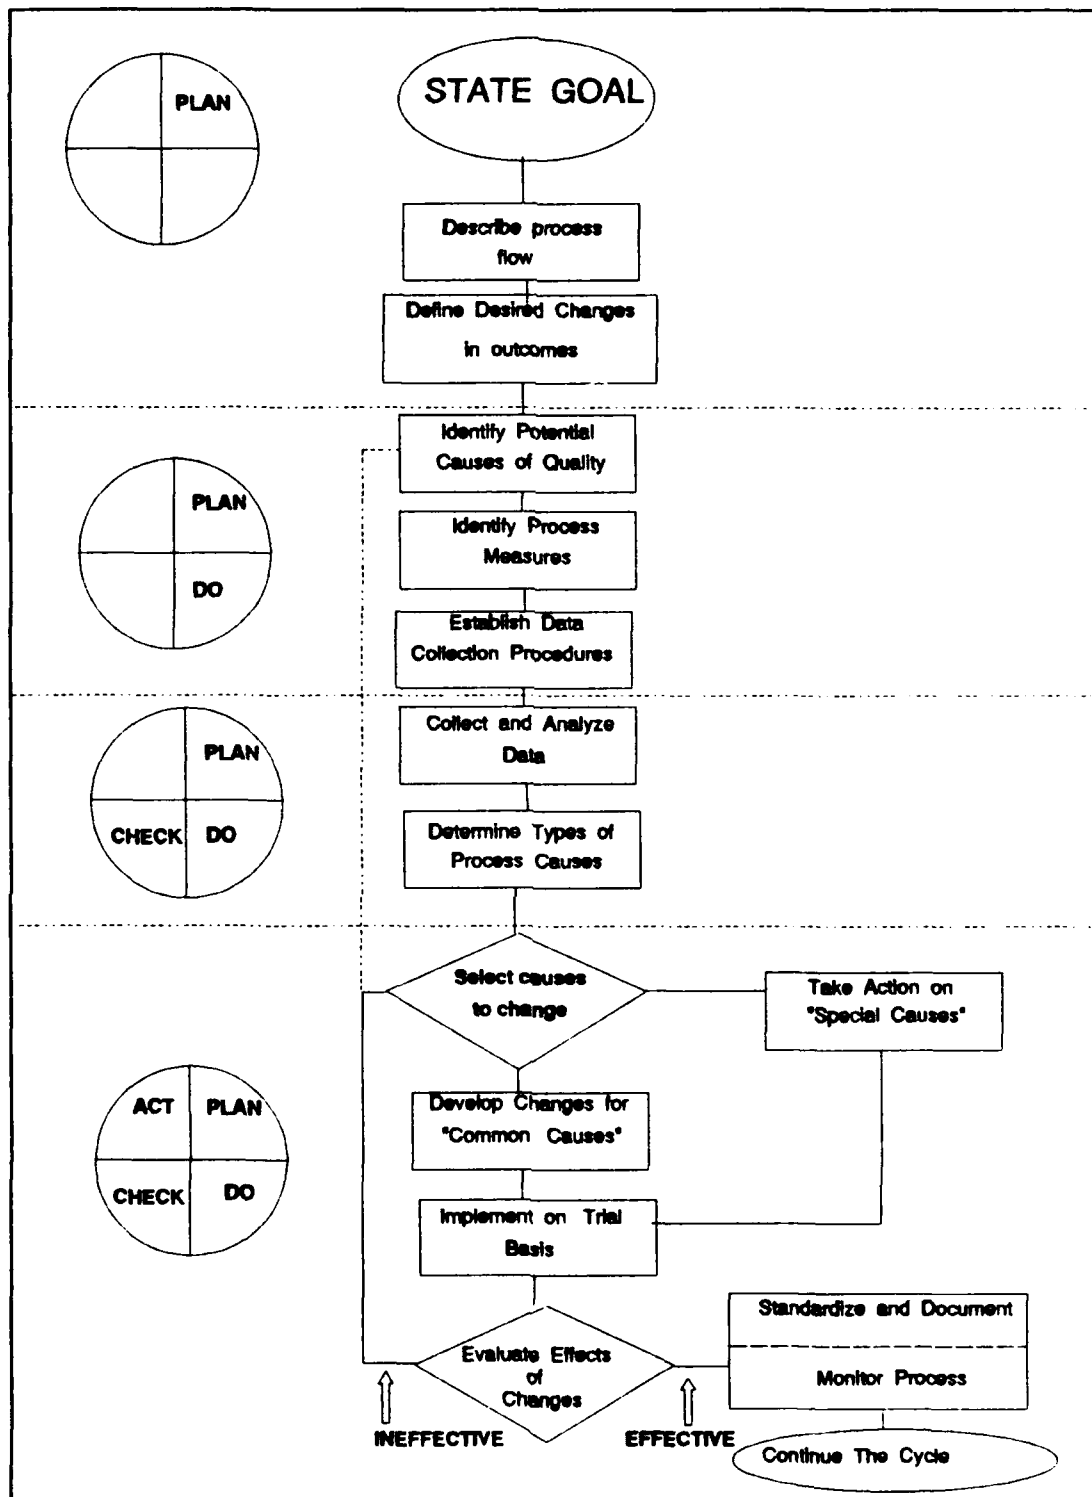 PLAN
STATE GOAL
Describe process
flow
Define Desired Changes
in outcomes
Identify Potential
Causes of Quality
PLAN
DO
Identify Process
Measures
Establish Data
Collection Procedures
PLAN
CHECK DO
Collect and Analyze
Data
Determine Types of
Process Causes
Select causes
to change
Take Action on
"Special Causes"
ACT PLAN
CHECK DO
Develop Changes for
"Common Causes"
Implement on Trial
Basis
Evaluate Effects
of
Changes
INEFFECTIVE
EFFECTIVE
Standardize and Document
Monitor Process
Continue The Cycle